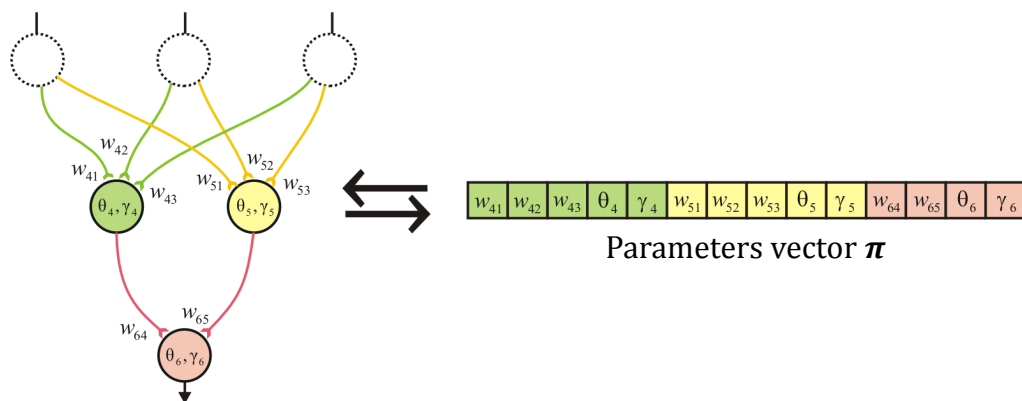 w₄₂
w₄₁
w₄₃
w₅₁
w₅₂
w₅₃
θ₄,γ₄
θ₅,γ₅
w₆₄
w₆₅
θ₆,γ₆
w₄₁ w₄₂ w₄₃ θ₄ γ₄ w₅₁ w₅₂ w₅₃ θ₅ γ₅ w₆₄ w₆₅ θ₆ γ₆
Parameters vector π